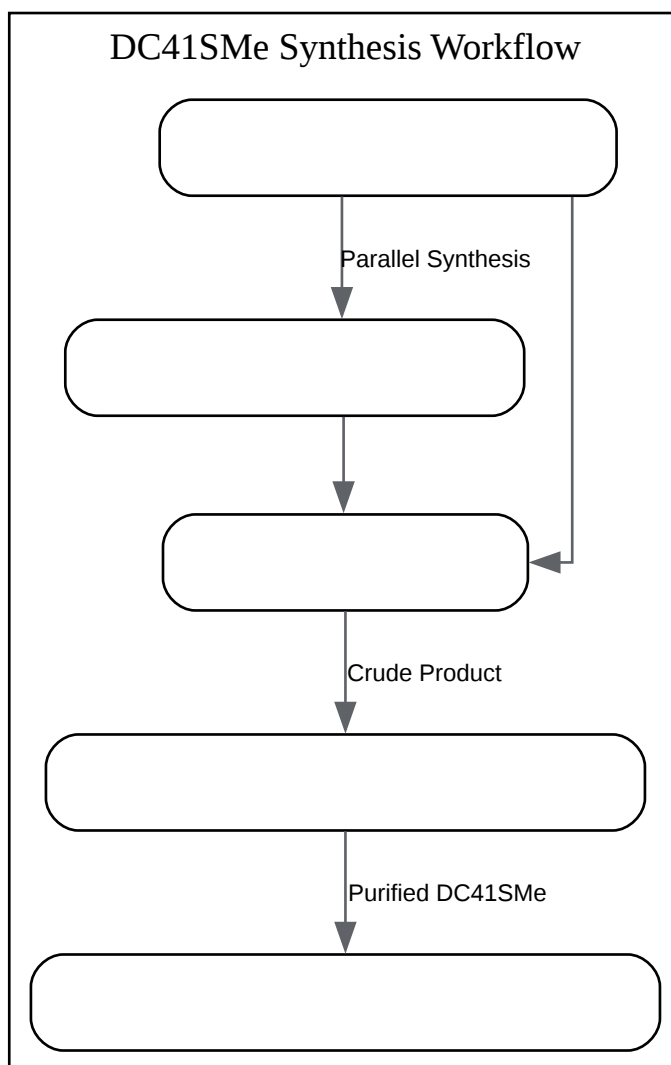 DC41SMe Synthesis Workflow
Parallel Synthesis
Crude Product
Purified DC41SMe